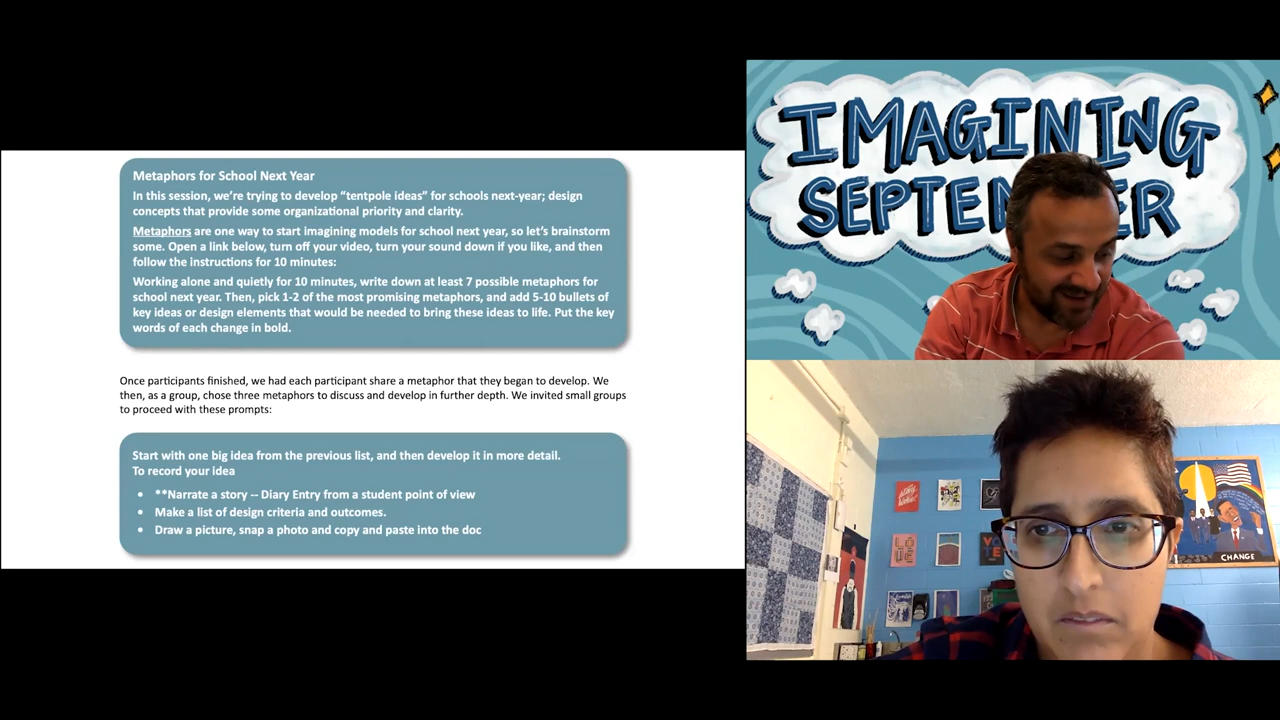 Metaphors for School Next Year
In this session, we're trying to develop “tentpole ideas” for schools next-year; design
concepts that provide some organizational priority and clarity.
Metaphors are one way to start imagining models for school next year, so let's brainstorm
some. Open a link below, turn off your video, turn your sound down if you like, and then
follow the instructions for 10 minutes:
Working alone and quietly for 10 minutes, write down at least 7 possible metaphors for
school next year. Then, pick 1-2 of the most promising metaphors, and add 5-10 bullets of
key ideas or design elements that would be needed to bring these ideas to life. Put the key
words of each change in bold.
Once participants finished, we had each participant share a metaphor that they began to develop. We
then, as a group, chose three metaphors to discuss and develop in further depth. We invited small groups
to proceed with these prompts:
Start with one big idea from the previous list, and then develop it in more detail.
To record your idea
• **Narrate a story -- Diary Entry from a student point of view
• Make a list of design criteria and outcomes.
• Draw a picture, snap a photo and copy and paste into the doc
IMAGINING
SEPTEMBER
CHANGE